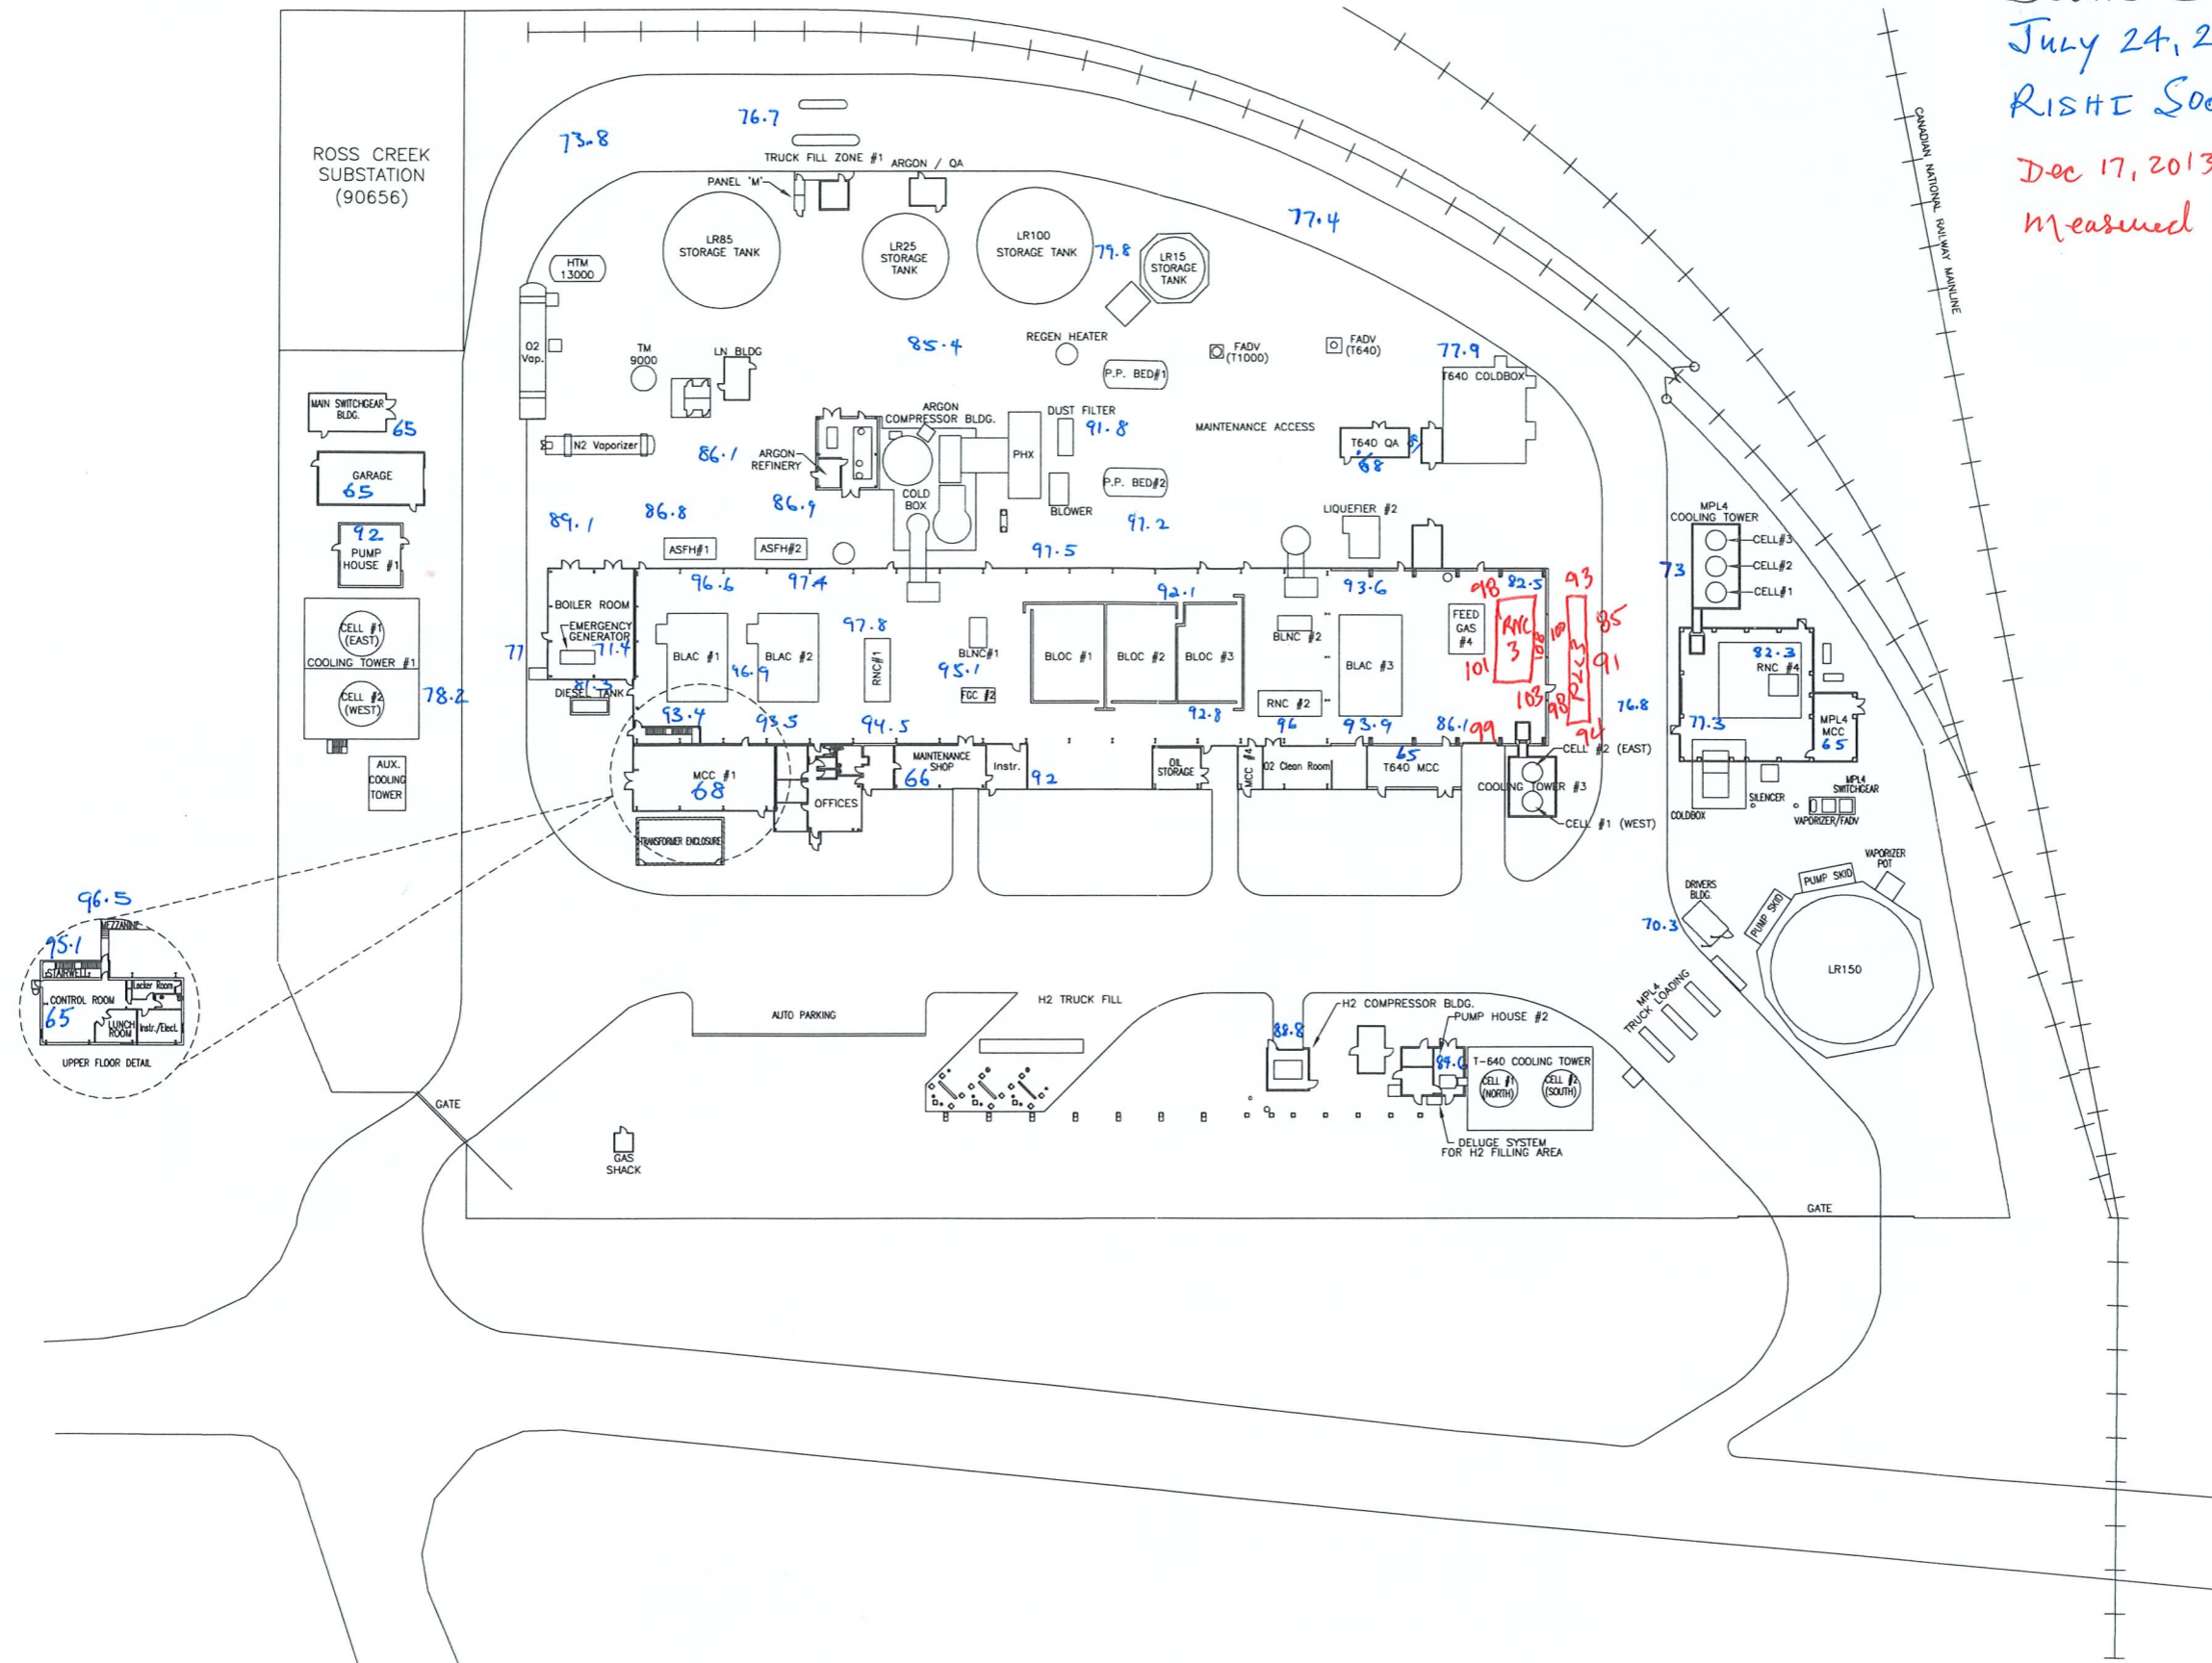 July 24, 2
RISHI Soo
Dec 17, 2013
Measured
CANADIAN NATIONAL RAILWAY MAINLINE
ROSS CREEK
SUBSTATION
(90656)
73.8
76.7
TRUCK FILL ZONE #1
ARGON / QA
PANEL 'M'
77.4
LR85
STORAGE TANK
LR25
STORAGE
TANK
LR100
STORAGE TANK
79.8
LR15
STORAGE
TANK
HTM
13000
O2
Vap.
TM
9000
LN BLDG
85.4
REGEN HEATER
FADV
(T1000)
FADV
(T640)
77.9
T640 COLDBOX
P.P. BED#1
MAIN SWITCHGEAR
BLDG.
65
ARGON
COMPRESSOR BLDG.
DUST FILTER
91.8
MAINTENANCE ACCESS
N2 Vaporizer
86.1
ARGON
REFINERY
PHX
T640 QA
68
GARAGE
65
COLD
BOX
P.P. BED#2
BLOWER
97.2
LIQUEFIER #2
89.1
86.8
86.9
MPL4
COOLING TOWER
CELL#3
CELL#2
CELL#1
73
92
PUMP
HOUSE #1
ASFH#1
ASFH#2
97.5
96.6
97.4
92.1
93.6
98
82.5
93
BOILER ROOM
EMERGENCY
GENERATOR
71.4
77
CELL #1
(EAST)
COOLING TOWER #1
CELL #2
(WEST)
78.2
81.3
DIESEL TANK
BLAC #1
96.9
BLAC #2
97.8
RNC#1
BLNC#1
95.1
FGC #2
BLOC #1
BLOC #2
BLOC #3
BLNC #2
BLAC #3
RNC #2
FEED
GAS
#4
RNC
3
101
100
103
PLL3
98
85
91
94
99
82.3
RNC #4
77.3
MPL4
MCC
65
76.8
93.4
93.5
94.5
92.8
96
93.9
86.1
AUX.
COOLING
TOWER
MCC #1
68
OFFICES
MAINTENANCE
SHOP
66
Instr.
92
OIL
STORAGE
MCC #4
O2 Clean Room
65
T640 MCC
CELL #2 (EAST)
COOLING TOWER #3
CELL #1 (WEST)
MPL4
SWITCHGEAR
SILENCER
COLDBOX
VAPORIZER/FADV
TRANSFORMER ENCLOSURE
VAPORIZER
POT
PUMP SKID
PUMP SKID
DRIVERS
BLDG.
70.3
LR150
MPL4
TRUCK LOADING
96.5
MEZZANINE
95.1
STAIRWELL
CONTROL ROOM
65
Locker Room
LUNCH
ROOM
Instr./Elect.
UPPER FLOOR DETAIL
AUTO PARKING
H2 TRUCK FILL
H2 COMPRESSOR BLDG.
88.8
PUMP HOUSE #2
84.6
T-640 COOLING TOWER
CELL #1
(NORTH)
CELL #2
(SOUTH)
DELUGE SYSTEM
FOR H2 FILLING AREA
GATE
GAS
SHACK
GATE